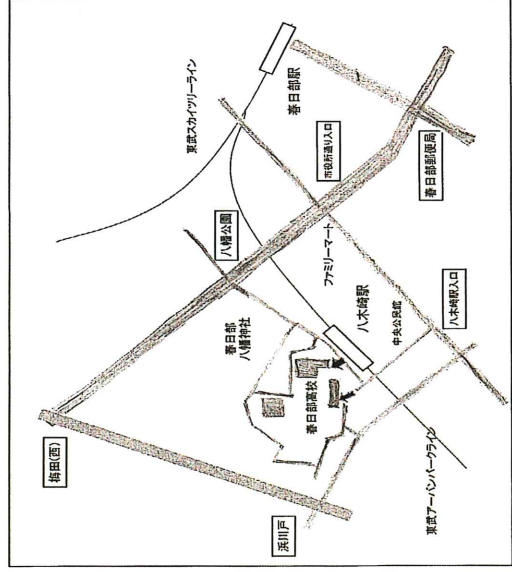 梅田(西)
東武スカイツリーライン
八幡公園
春日部
八幡神社
浜川戸
春日部駅
春日部高校
ファミリーマート
市役所通り入口
八木崎駅
中央公民館
東武アーバンパークライン
春日部郵便局
八木崎駅入口